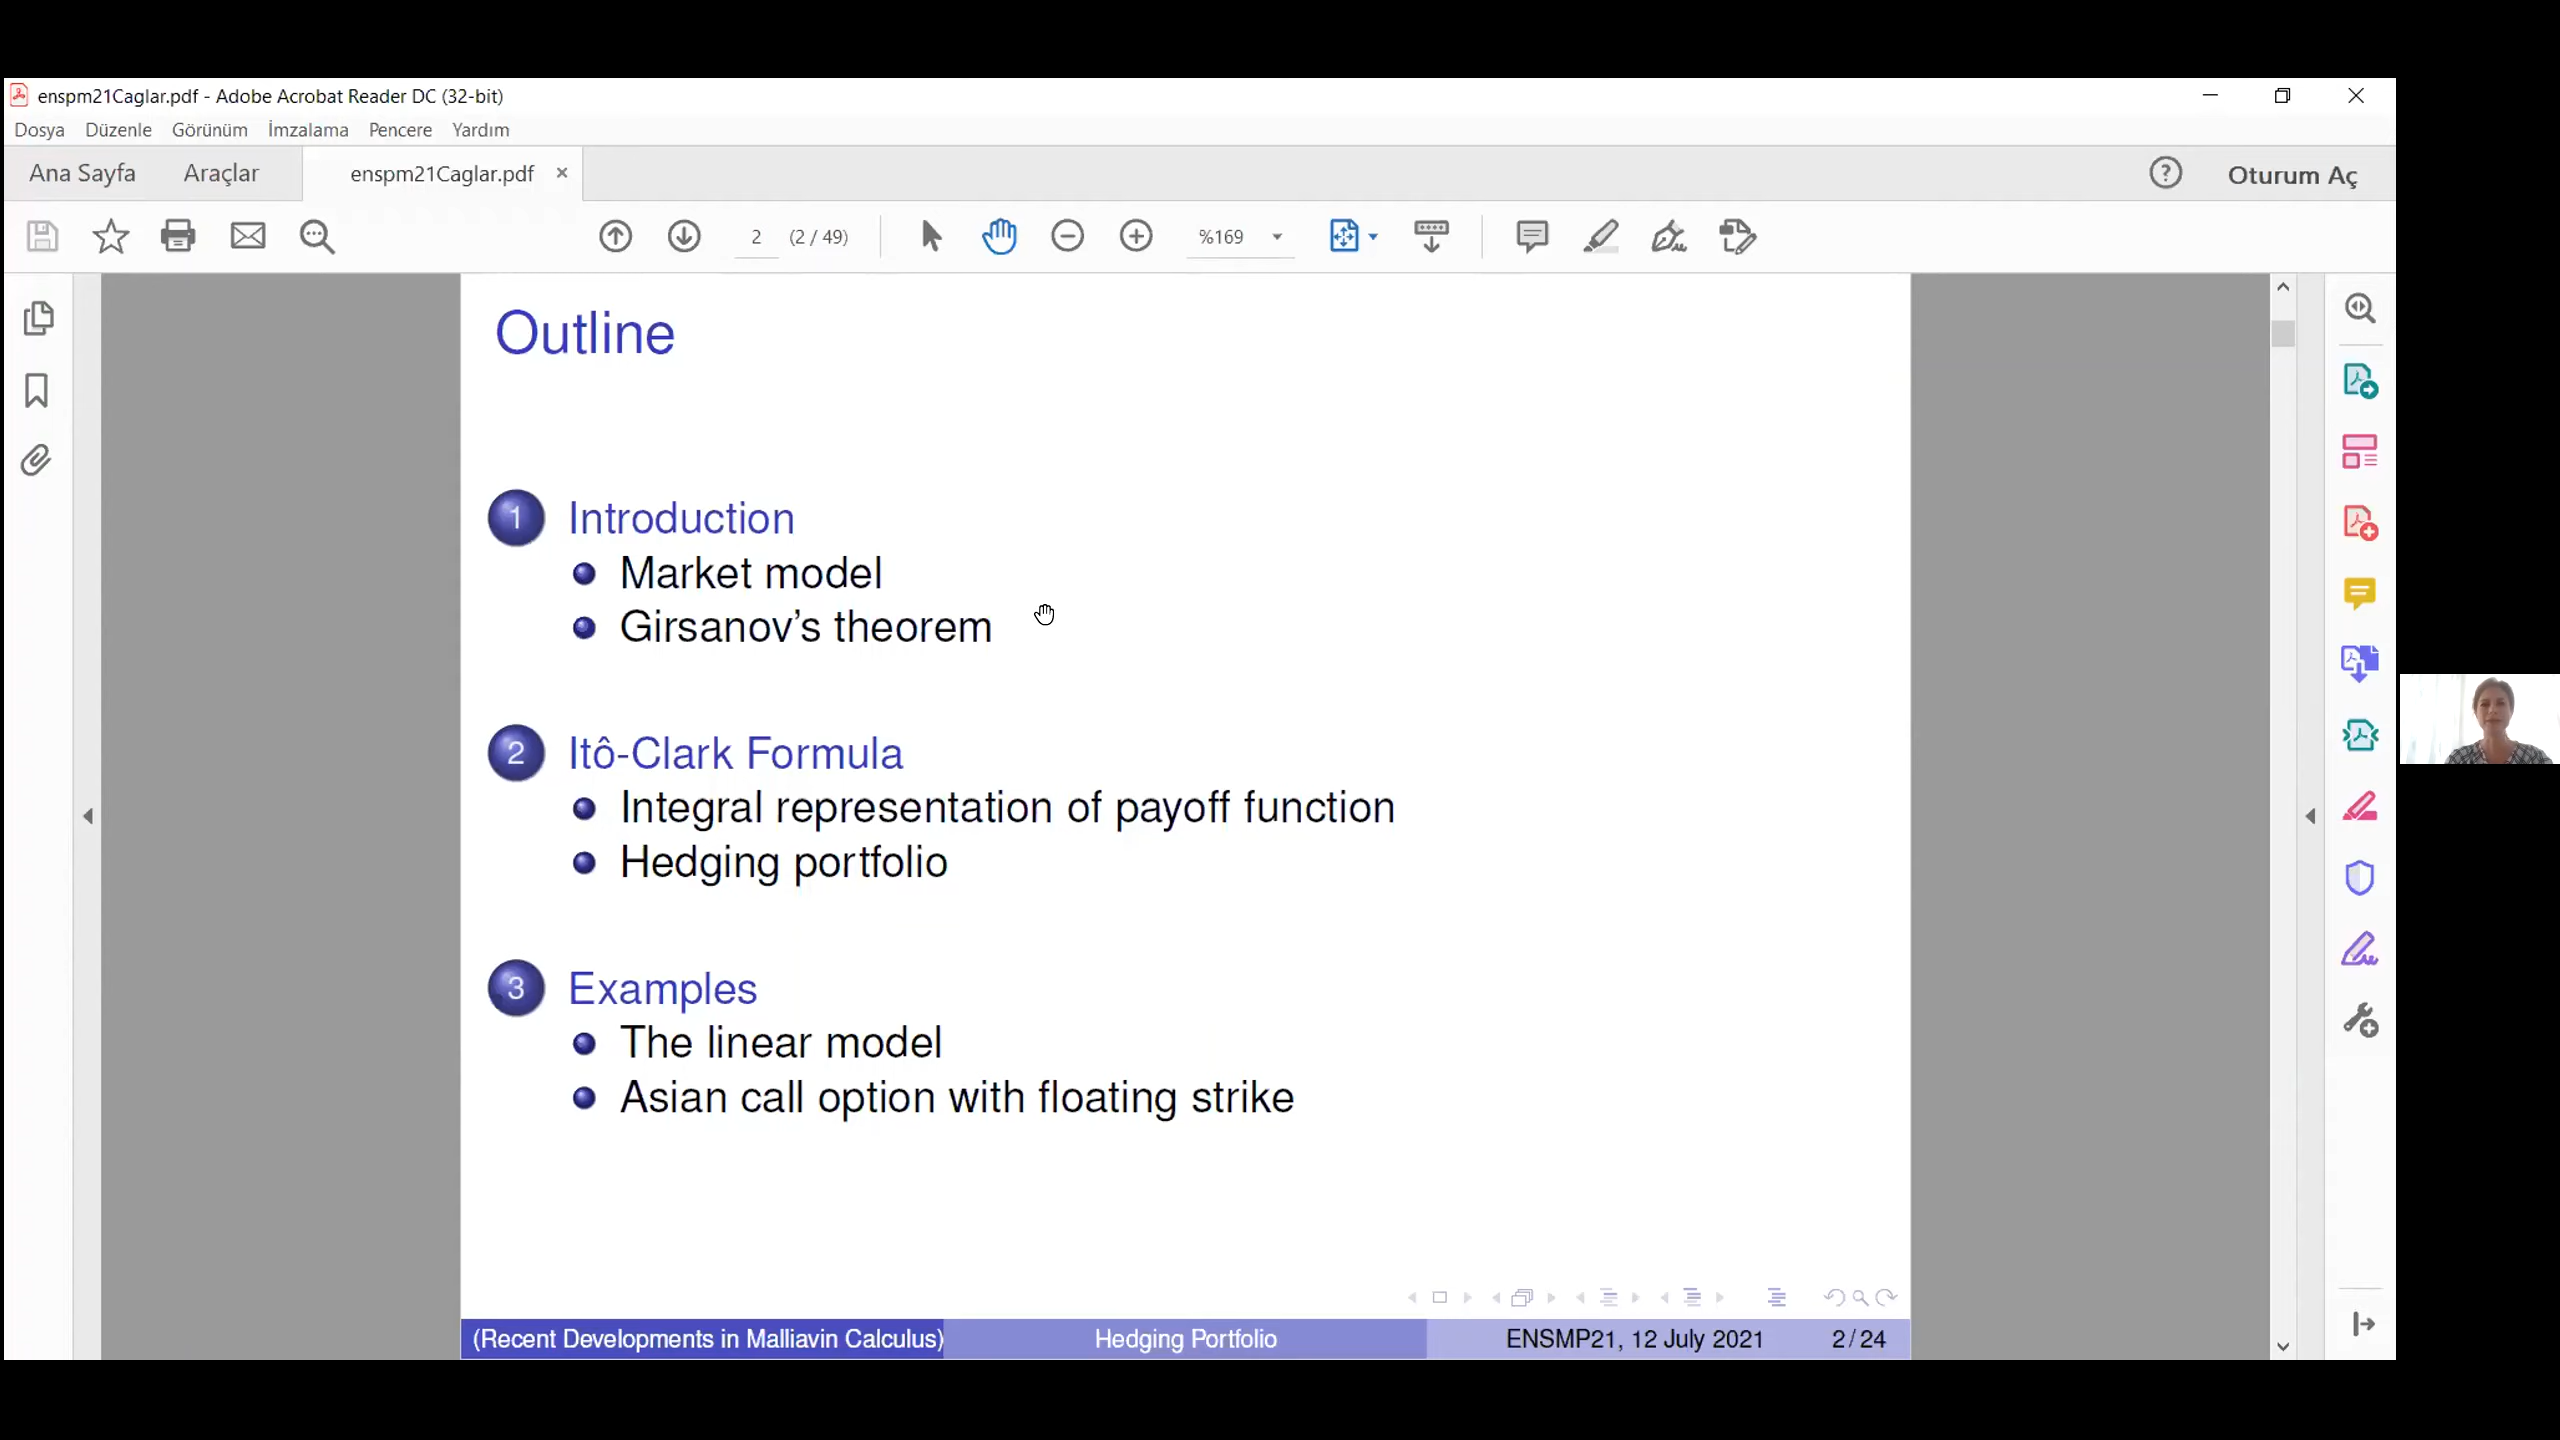 enspm21Caglar.pdf - Adobe Acrobat Reader DC (32-bit)
Dosya Düzenle Görünüm İmzalama Pencere Yardım
Ana Sayfa Araçlar enspm21Caglar.pdf × ? Oturum Aç
2 (2 / 49) %169
Outline
1 Introduction
Market model
Girsanov's theorem
2 Itô-Clark Formula
Integral representation of payoff function
Hedging portfolio
3 Examples
The linear model
Asian call option with floating strike
(Recent Developments in Malliavin Calculus) Hedging Portfolio ENSMP21, 12 July 2021 2 / 24